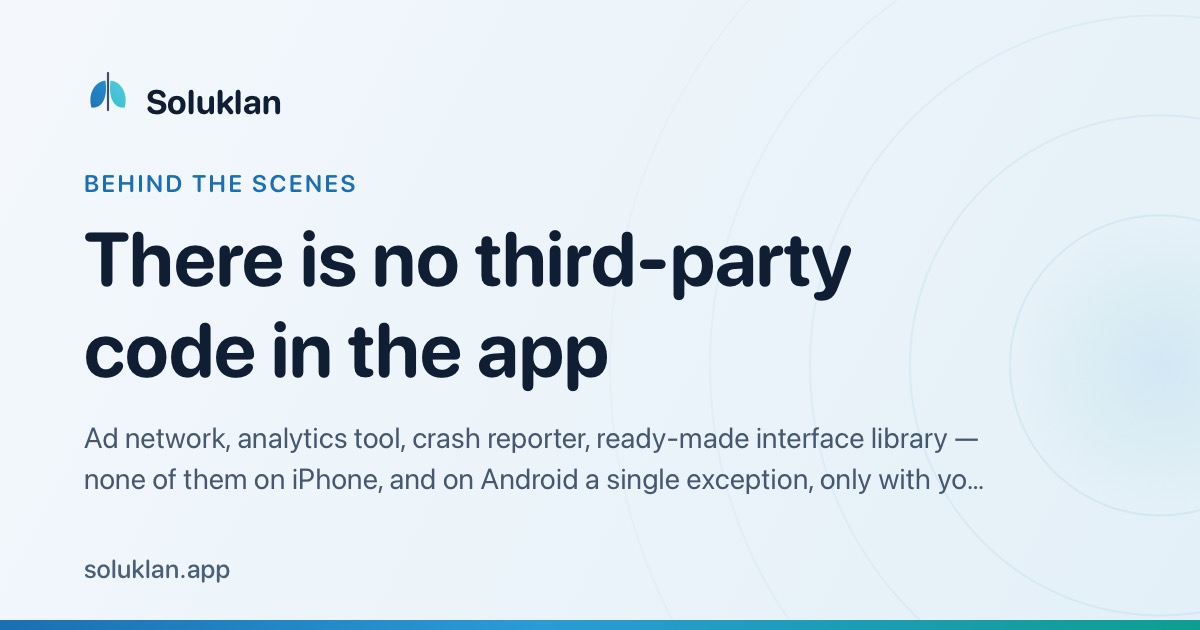 Soluklan
BEHIND THE SCENES
There is no third-party
code in the app
Ad network, analytics tool, crash reporter, ready-made interface library —
none of them on iPhone, and on Android a single exception, only with yo...
soluklan.app